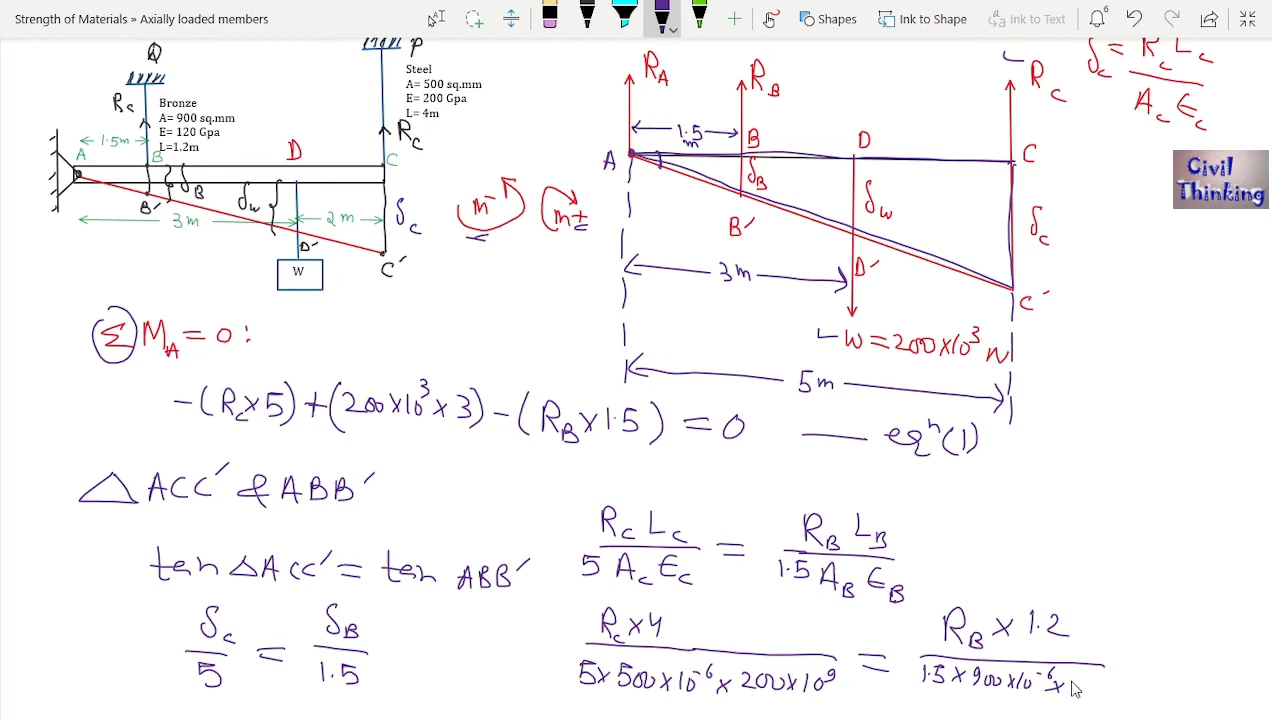 Strength of Materials » Axially loaded members
Shapes
Ink to Shape
Ink to Text
6
Q
P
Steel
A= 500 sq.mm
E= 200 Gpa
L= 4m
Bronze
A= 900 sq.mm
E= 120 Gpa
L=1.2m
Rc
Rc
1.5m
A
B
D
C
δB
B′
δw
δc
3m
2m
D′
C′
W
m-
m+
RA
RB
Rc
δc = Rc Lc / Ac Ec
1.5 m
A
B
D
C
δB
δw
δc
B′
D′
C′
3m
W = 200×10³ N
5m
Civil Thinking
ΣMA = 0 :
-(Rc×5) + (200×10³ × 3) - (RB × 1.5) = 0 — eqⁿ(1)
△ ACC′ & ABB′
tan △ACC′ = tan ABB′
δc / 5 = δB / 1.5
Rc Lc / 5 Ac Ec = RB LB / 1.5 AB EB
Rc×4 / 5×500×10⁻⁶ × 200×10⁹ = RB × 1.2 / 1.5 × 900×10⁻⁶×